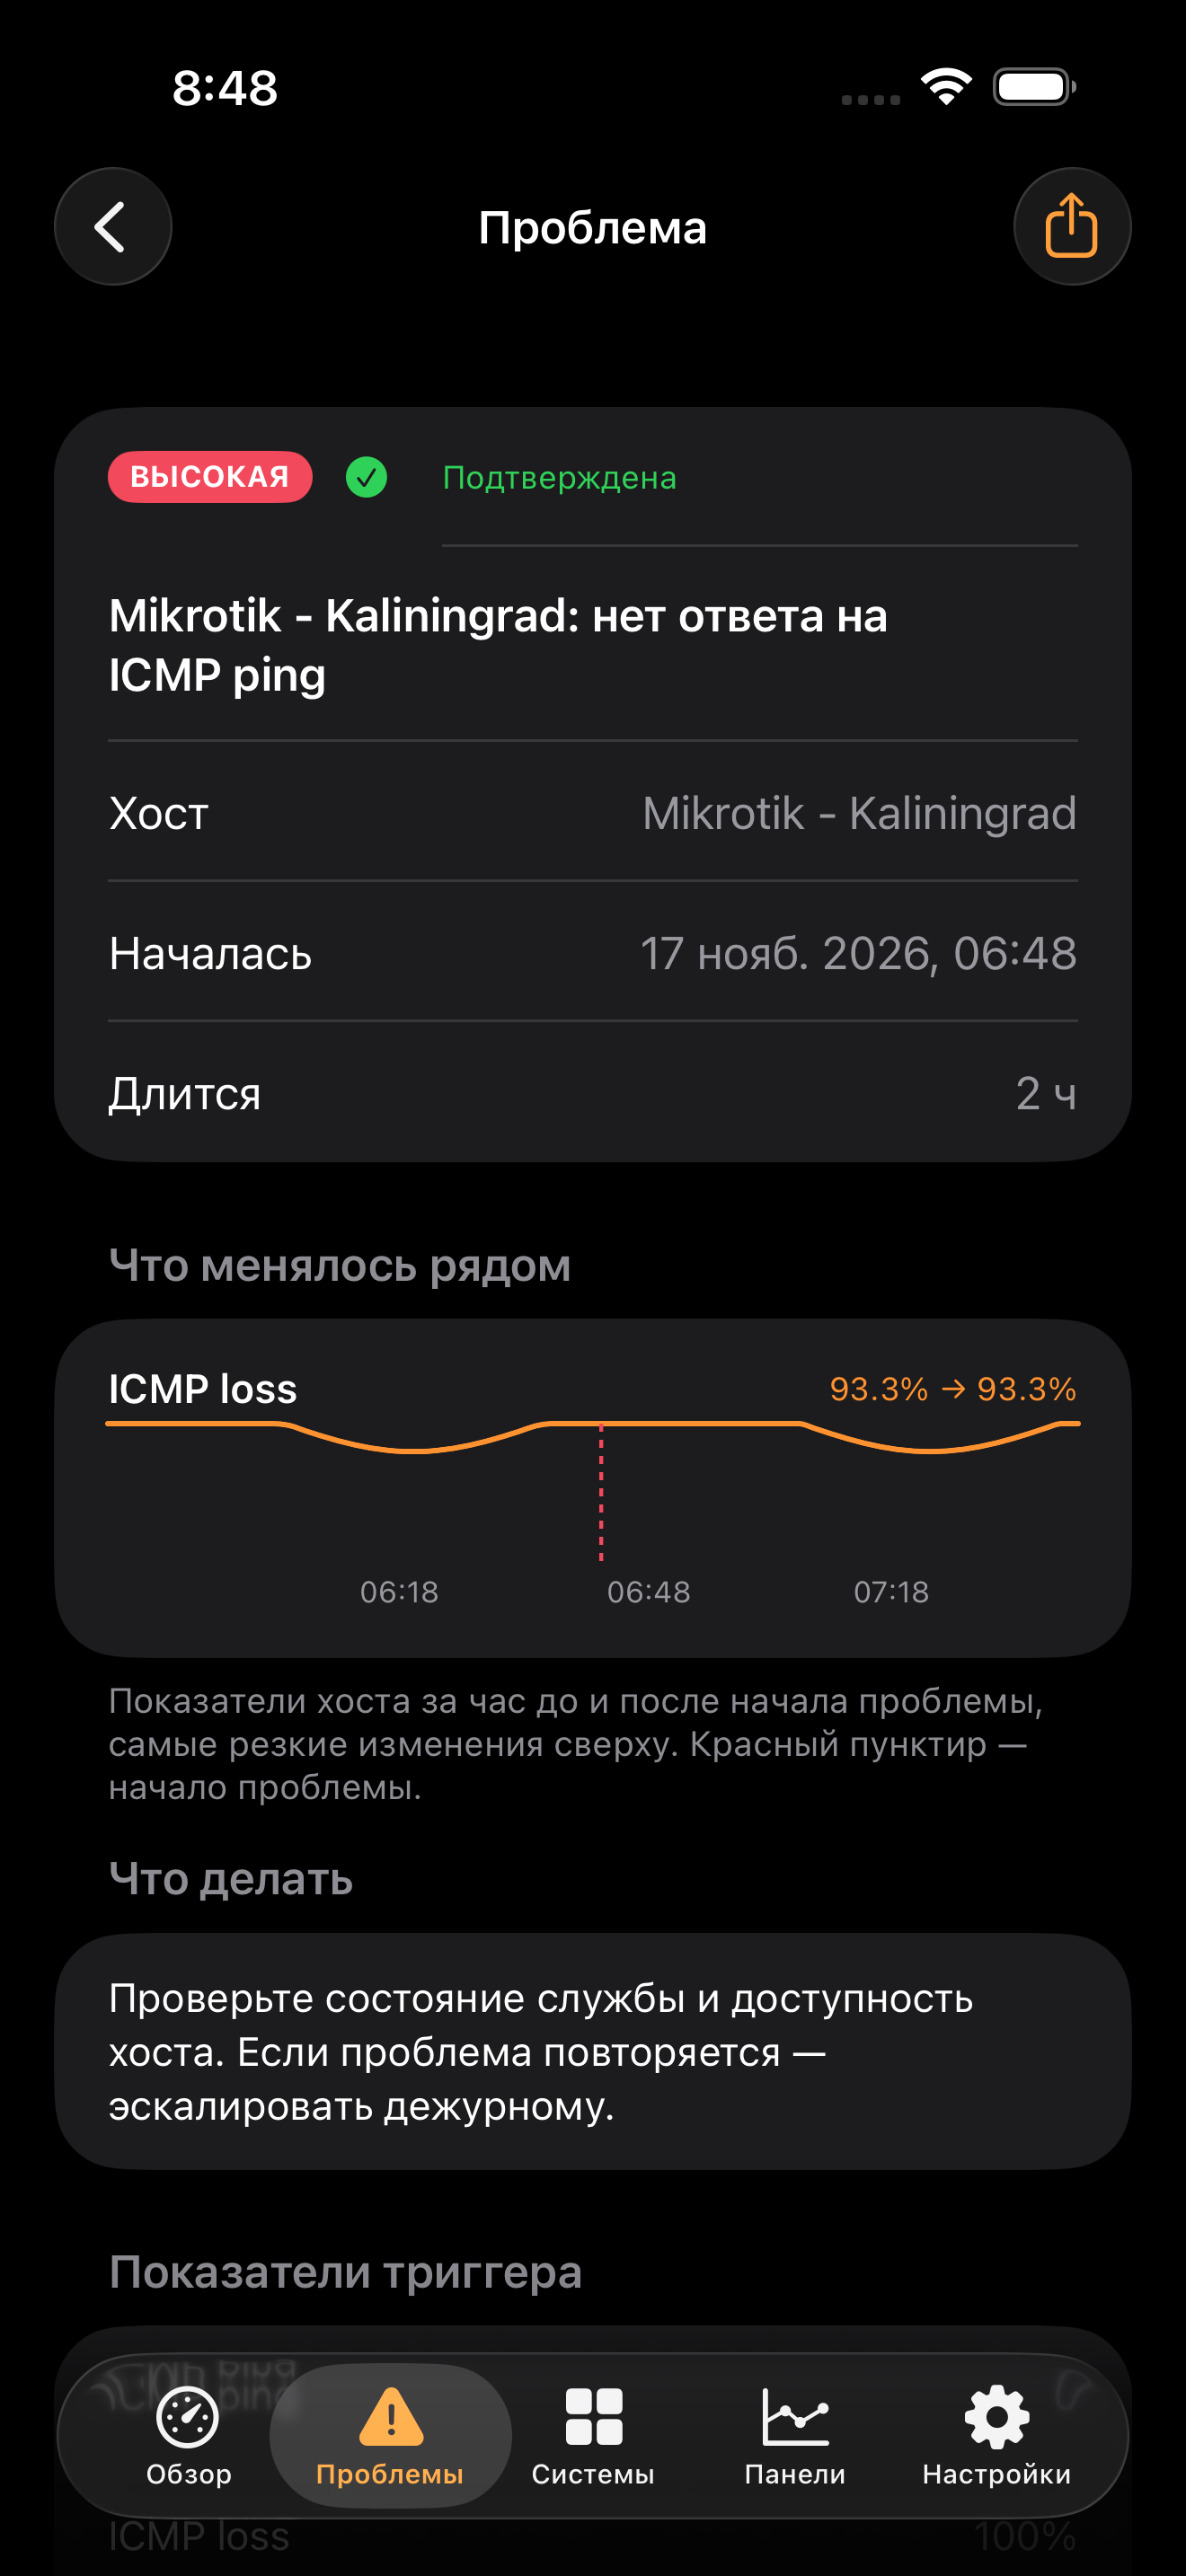 8:48
Проблема
ВЫСОКАЯ
Подтверждена
Mikrotik - Kaliningrad: нет ответа на
ICMP ping
Хост
Mikrotik - Kaliningrad
Началась
17 нояб. 2026, 06:48
Длится
2 ч
Что менялось рядом
ICMP loss
93.3% → 93.3%
06:18
06:48
07:18
Показатели хоста за час до и после начала проблемы,
самые резкие изменения сверху. Красный пунктир —
начало проблемы.
Что делать
Проверьте состояние службы и доступность
хоста. Если проблема повторяется —
эскалировать дежурному.
Показатели триггера
ICMP ping
Обзор
Проблемы
Системы
Панели
Настройки
ICMP loss
100%